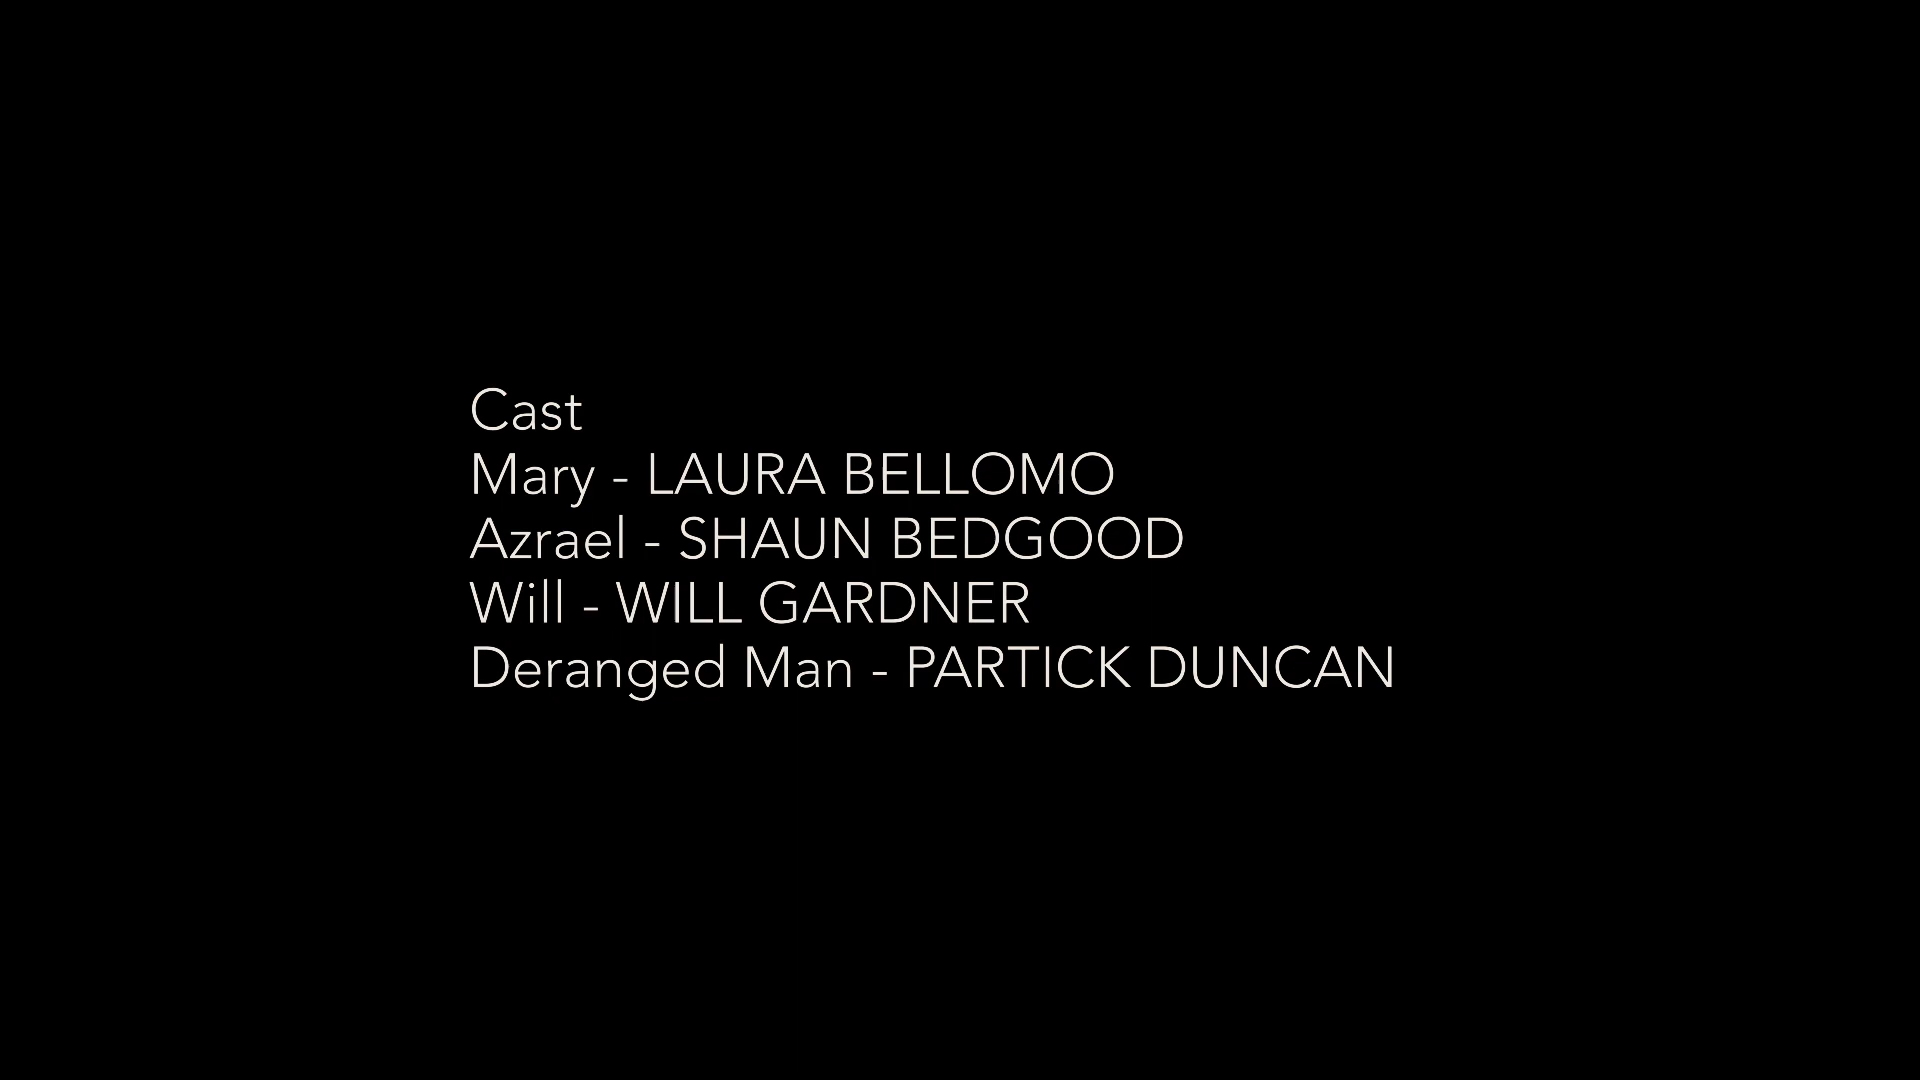 Cast
Mary - LAURA BELLOMO
Azrael - SHAUN BEDGOOD
Will - WILL GARDNER
Deranged Man - PARTICK DUNCAN